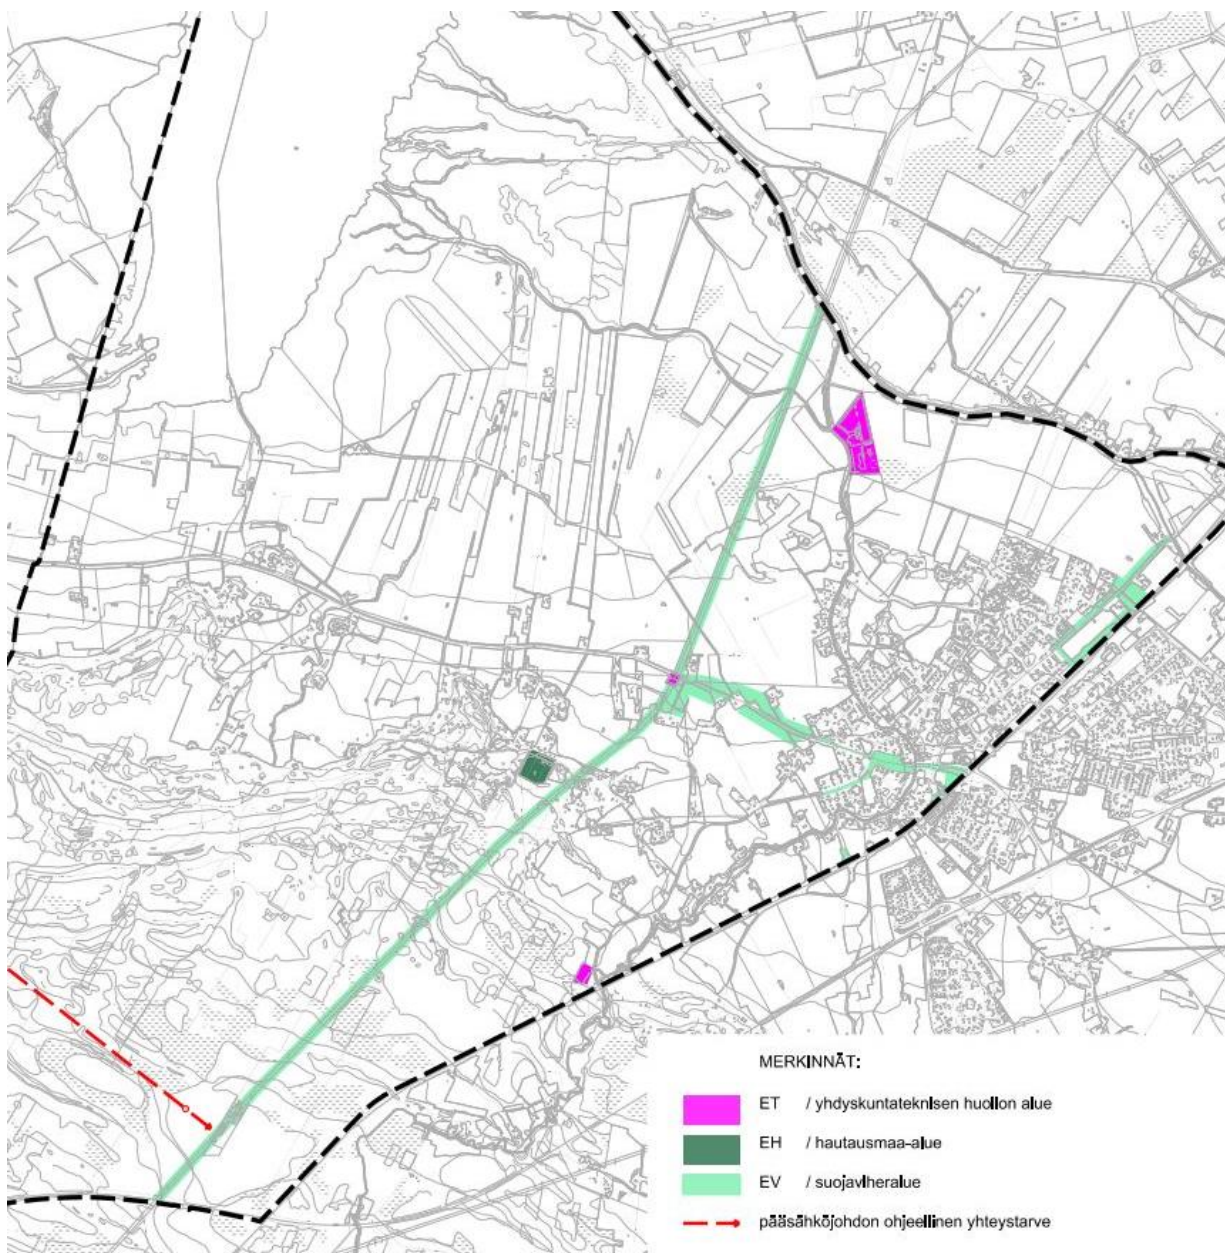 MERKINNÄT:
ET / yhdyskuntateknisen huollon alue
EH / hautausmaa-alue
EV / suojaviheralue
pääsähköjohdon ohjeellinen yhteystarve